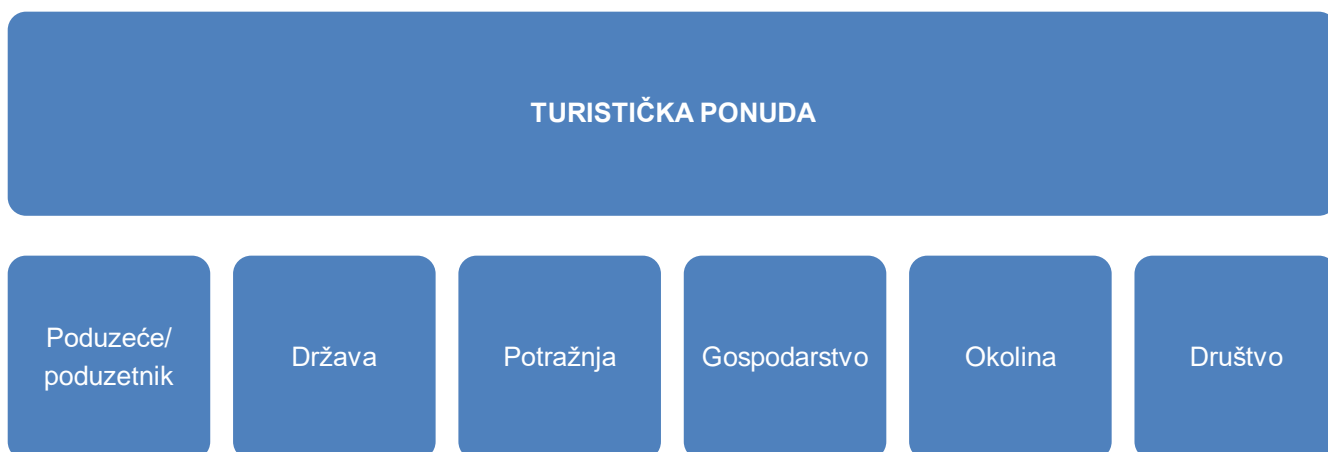 TURISTIČKA PONUDA
Poduzeće/
poduzetnik
Država
Potražnja
Gospodarstvo
Okolina
Društvo